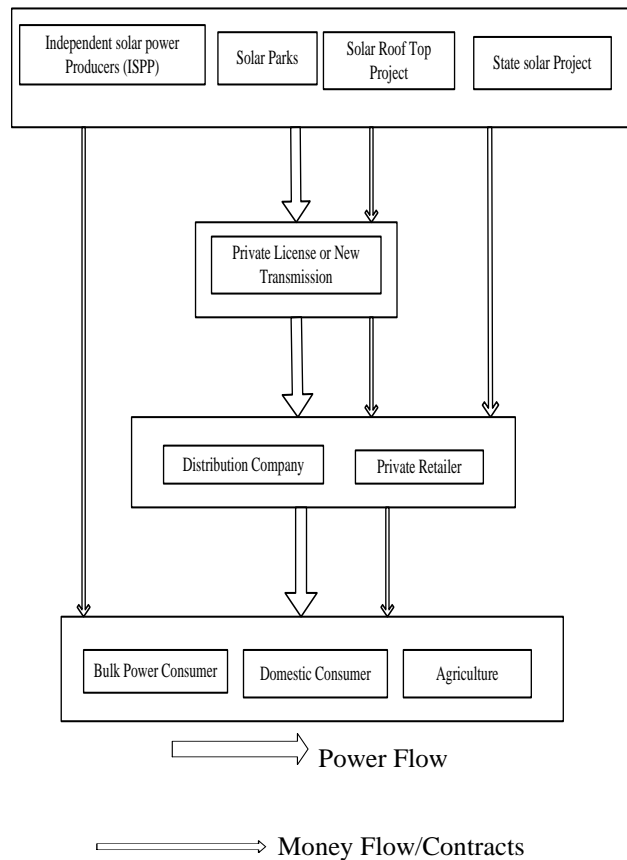 Independent solar power
Producers (ISPP)
Solar Parks
Solar Roof Top
Project
State solar Project
Private License or New
Transmission
Distribution Company
Private Retailer
Bulk Power Consumer
Domestic Consumer
Agriculture
Power Flow
Money Flow/Contracts